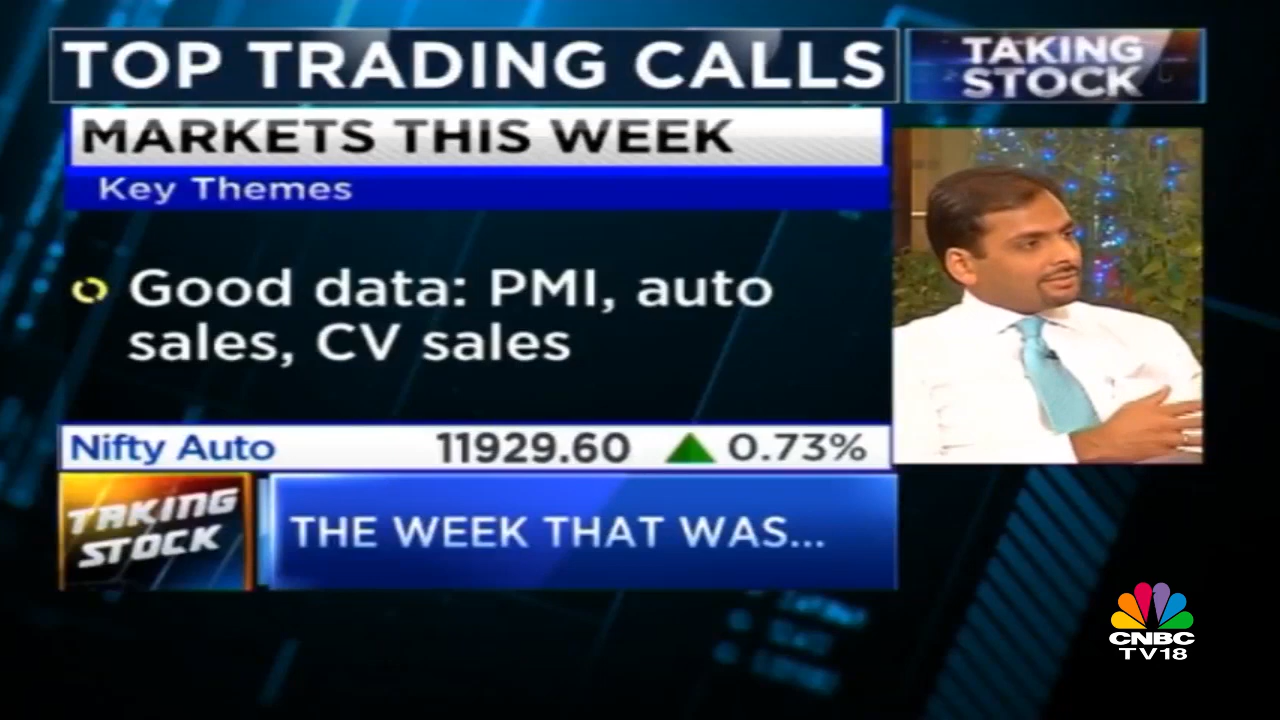 TOP TRADING CALLS
TAKING
STOCK
MARKETS THIS WEEK
Key Themes
Good data: PMI, auto
sales, CV sales
Nifty Auto 11929.60 0.73%
TAKING
STOCK
THE WEEK THAT WAS...
CNBC
TV18